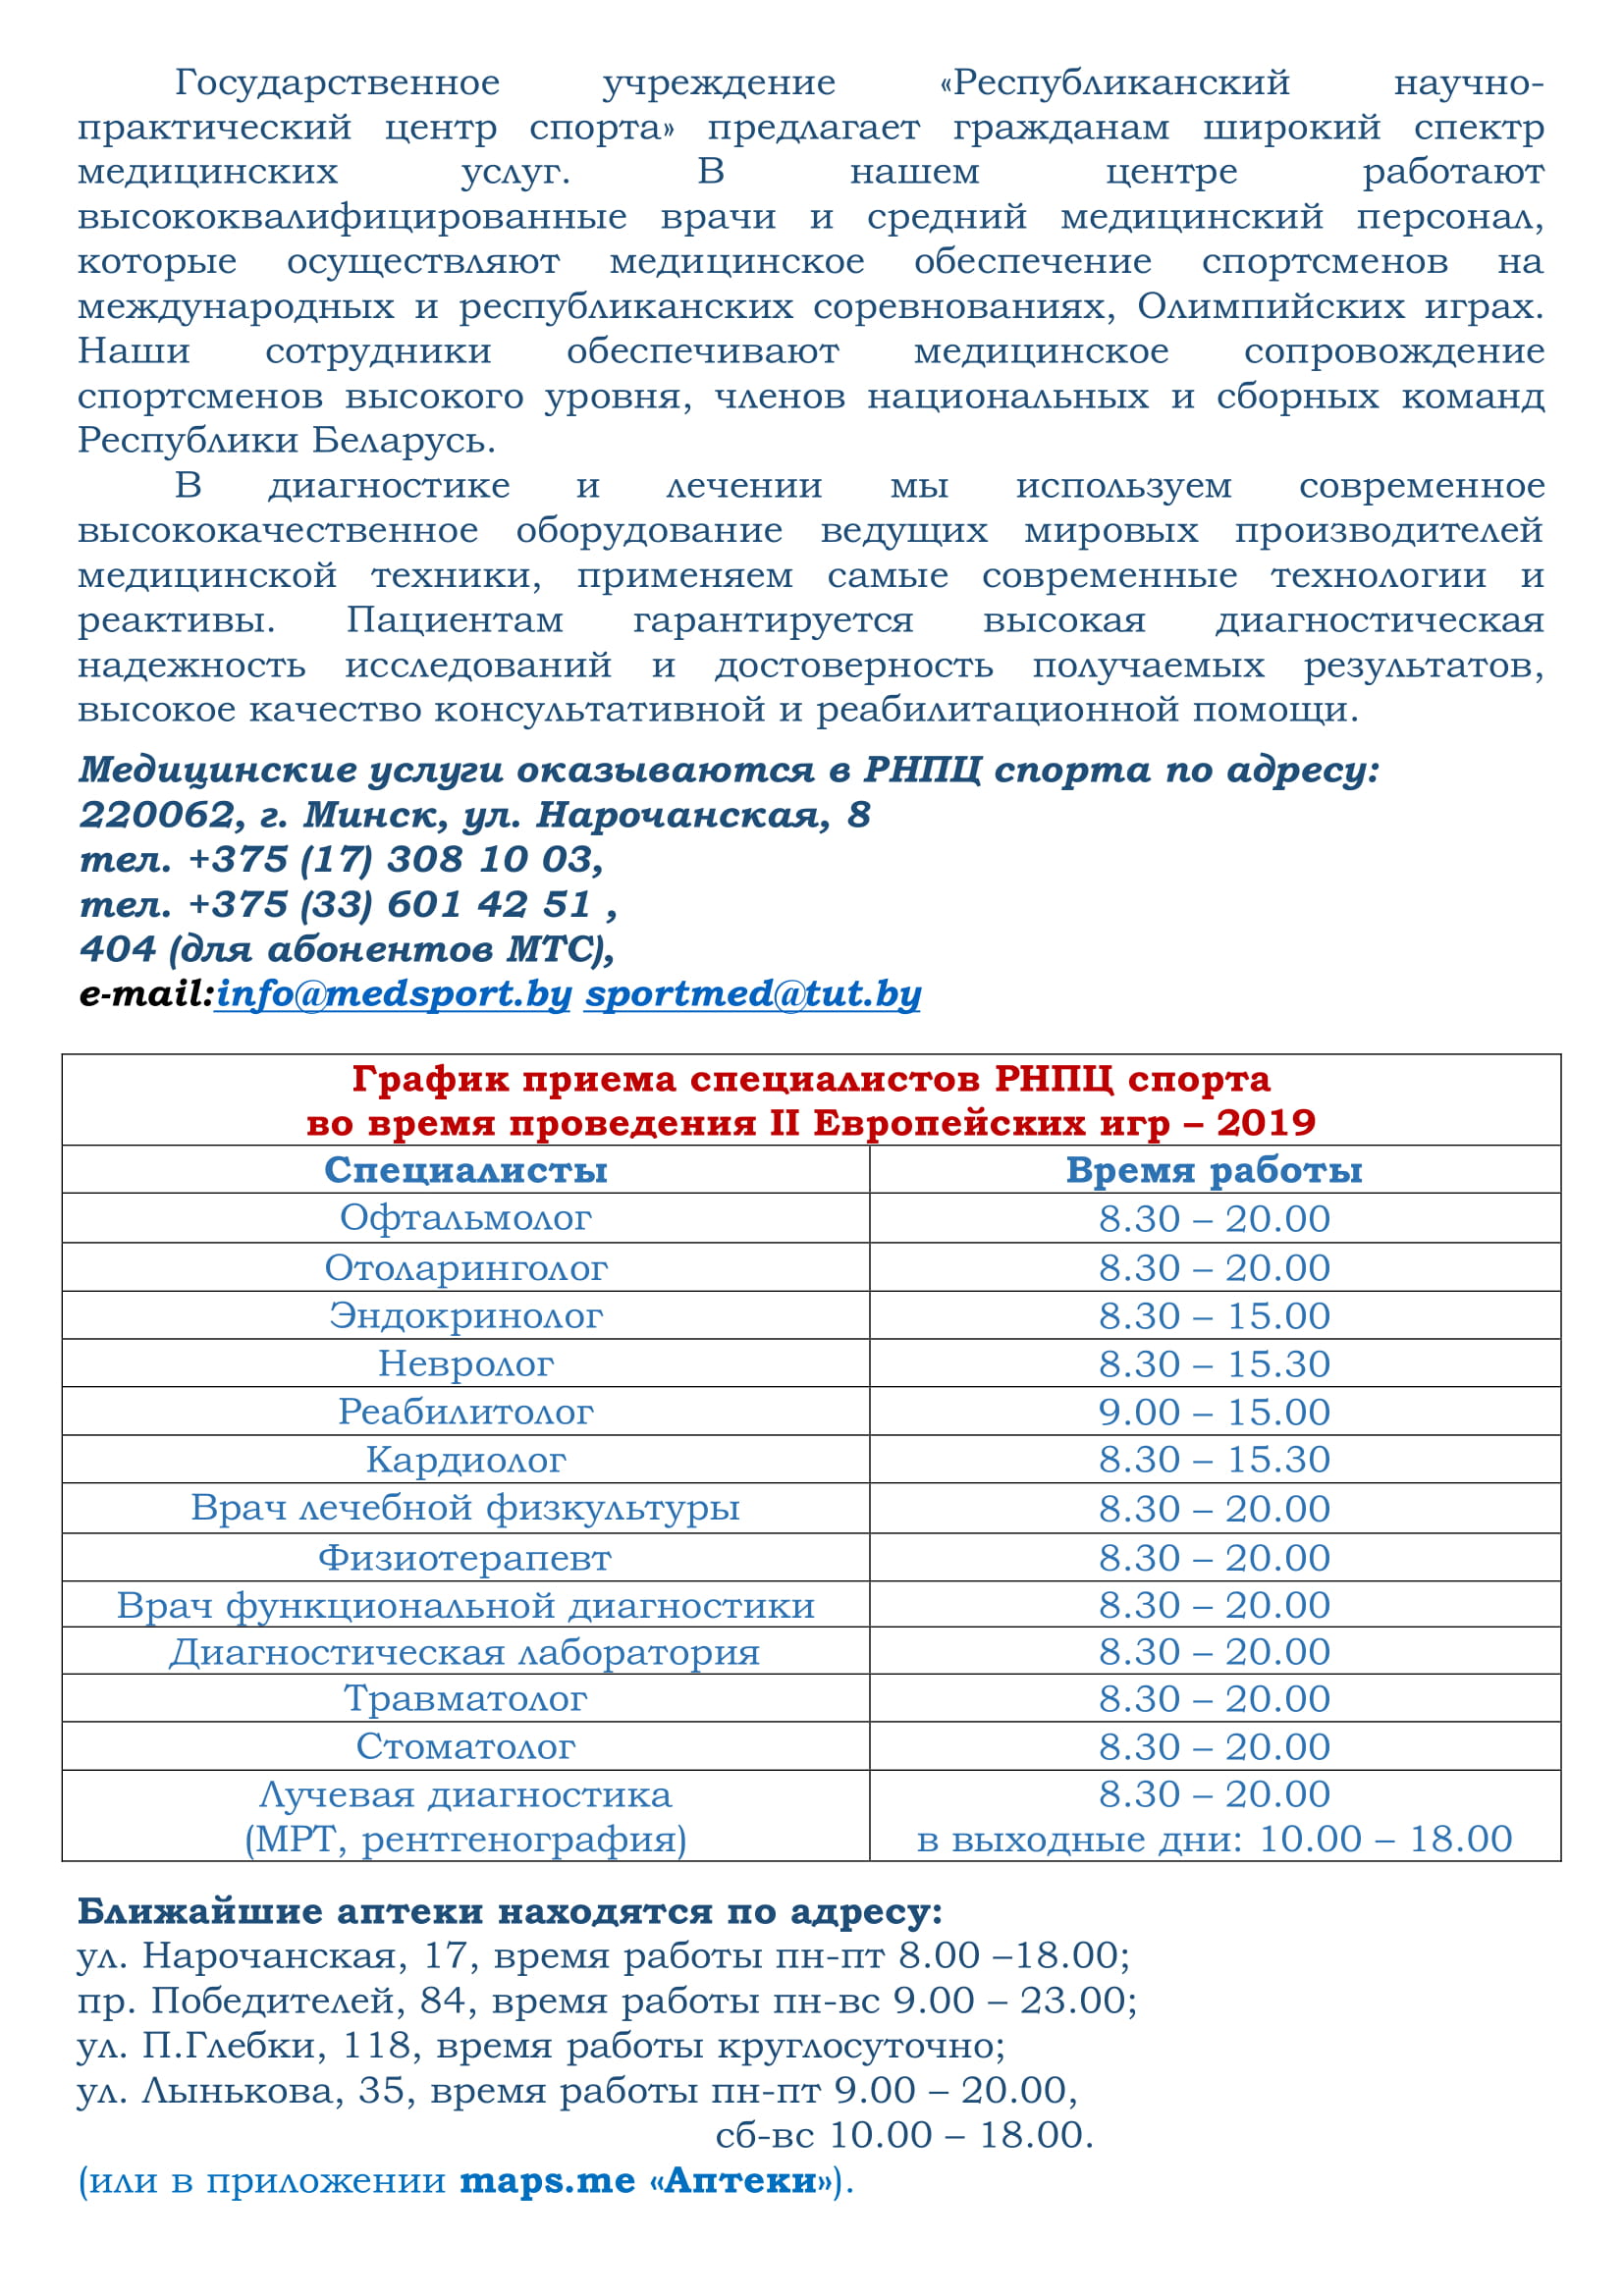 Государственное учреждение «Республиканский научно-
практический центр спорта» предлагает гражданам широкий спектр
медицинских услуг. В нашем центре работают
высококвалифицированные врачи и средний медицинский персонал,
которые осуществляют медицинское обеспечение спортсменов на
международных и республиканских соревнованиях, Олимпийских играх.
Наши сотрудники обеспечивают медицинское сопровождение
спортсменов высокого уровня, членов национальных и сборных команд
Республики Беларусь.
В диагностике и лечении мы используем современное
высококачественное оборудование ведущих мировых производителей
медицинской техники, применяем самые современные технологии и
реактивы. Пациентам гарантируется высокая диагностическая
надежность исследований и достоверность получаемых результатов,
высокое качество консультативной и реабилитационной помощи.
Медицинские услуги оказываются в РНПЦ спорта по адресу:
220062, г. Минск, ул. Нарочанская, 8
тел. +375 (17) 308 10 03,
тел. +375 (33) 601 42 51 ,
404 (для абонентов МТС),
e-mail:info@medsport.by sportmed@tut.by
График приема специалистов РНПЦ спорта
во время проведения II Европейских игр – 2019
Специалисты Время работы
Офтальмолог 8.30 – 20.00
Отоларинголог 8.30 – 20.00
Эндокринолог 8.30 – 15.00
Невролог 8.30 – 15.30
Реабилитолог 9.00 – 15.00
Кардиолог 8.30 – 15.30
Врач лечебной физкультуры 8.30 – 20.00
Физиотерапевт 8.30 – 20.00
Врач функциональной диагностики 8.30 – 20.00
Диагностическая лаборатория 8.30 – 20.00
Травматолог 8.30 – 20.00
Стоматолог 8.30 – 20.00
Лучевая диагностика 8.30 – 20.00
(МРТ, рентгенография) в выходные дни: 10.00 – 18.00
Ближайшие аптеки находятся по адресу:
ул. Нарочанская, 17, время работы пн-пт 8.00 –18.00;
пр. Победителей, 84, время работы пн-вс 9.00 – 23.00;
ул. П.Глебки, 118, время работы круглосуточно;
ул. Лынькова, 35, время работы пн-пт 9.00 – 20.00,
сб-вс 10.00 – 18.00.
(или в приложении maps.me «Аптеки»).